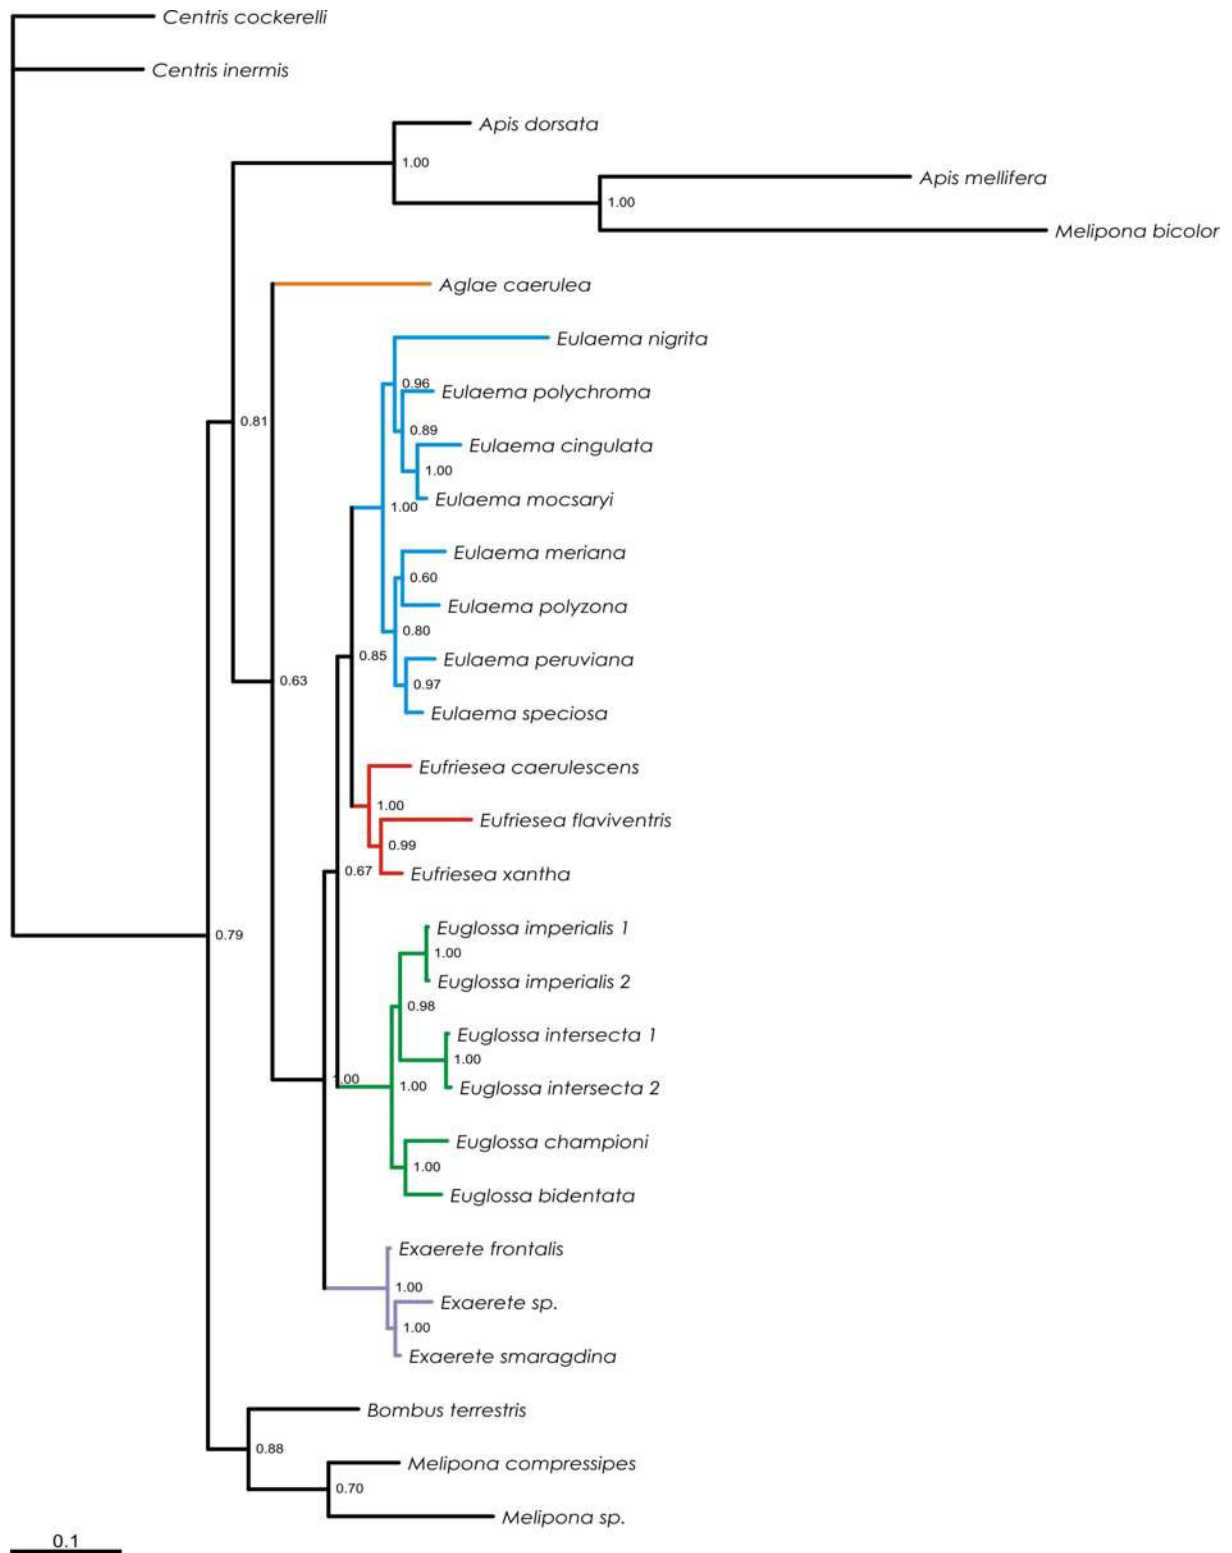 Centris cockerelli
Centris inermis
Apis dorsata
1.00
Apis mellifera
1.00
Melipona bicolor
Aglae caerulea
Eulaema nigrita
0.96
Eulaema polychroma
0.81
0.89
Eulaema cingulata
1.00
Eulaema mocsaryi
1.00
Eulaema meriana
0.60
Eulaema polyzona
0.80
0.85
Eulaema peruviana
0.63
0.97
Eulaema speciosa
Eufriesea caerulescens
1.00
Eufriesea flaviventris
0.99
0.67
Eufriesea xantha
Euglossa imperialis 1
0.79
1.00
Euglossa imperialis 2
0.98
Euglossa intersecta 1
1.00
1.00
1.00
Euglossa intersecta 2
Euglossa championi
1.00
Euglossa bidentata
Exaerete frontalis
1.00
Exaerete sp.
1.00
Exaerete smaragdina
Bombus terrestris
0.88
Melipona compressipes
0.70
Melipona sp.
0.1